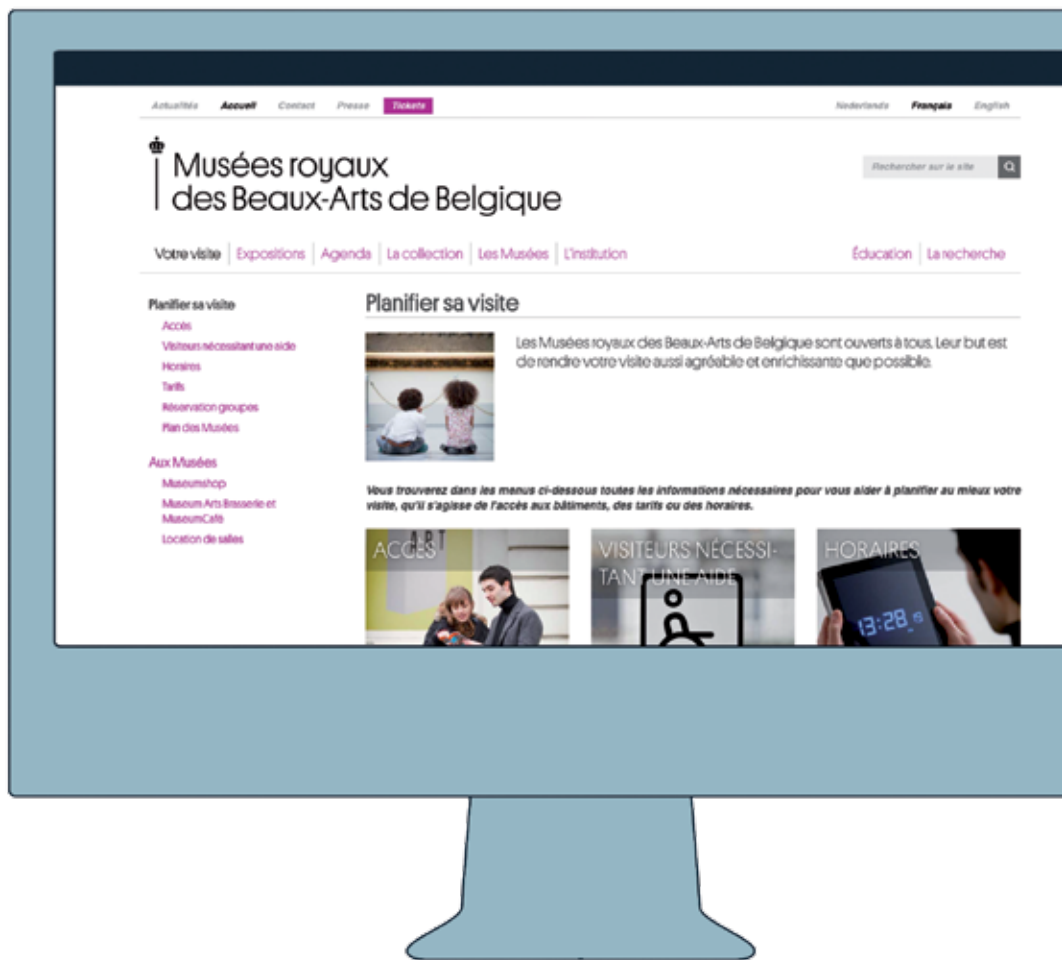 Actualités Accueil Contact Presse Tickets Nederlands Français English
Musées royaux
des Beaux-Arts de Belgique
Rechercher sur le site
Votre visite Expositions Agenda La collection Les Musées L'institution Éducation La recherche
Planifier sa visite
Accès
Visiteurs nécessitant une aide
Horaires
Tarifs
Réservation groupes
Plan des Musées
Aux Musées
Museumshop
Museum Arts Brasserie et
MuseumCafé
Location de salles
Planifier sa visite
Les Musées royaux des Beaux-Arts de Belgique sont ouverts à tous. Leur but est
de rendre votre visite aussi agréable et enrichissante que possible.
Vous trouverez dans les menus ci-dessous toutes les informations nécessaires pour vous aider à planifier au mieux votre
visite, qu'il s'agisse de l'accès aux bâtiments, des tarifs ou des horaires.
ACCÈS
ART
VISITEURS NÉCESSI-
TANT UNE AIDE
HORAIRES
13:28